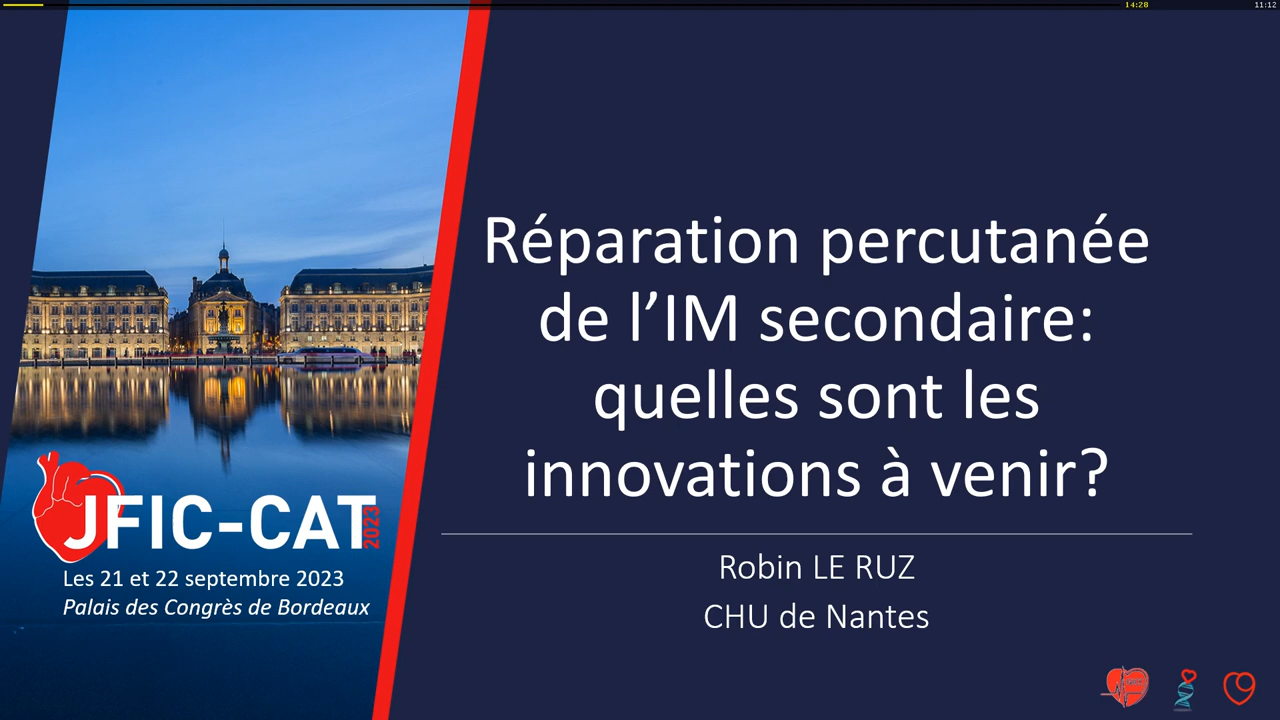 14:28
11:12
Réparation percutanée
de l’IM secondaire:
quelles sont les
innovations à venir?
Robin LE RUZ
CHU de Nantes
JFIC-CAT
2023
Les 21 et 22 septembre 2023
Palais des Congrès de Bordeaux